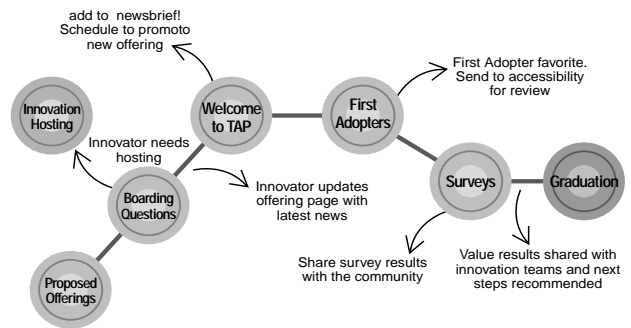 add to newsbrief!
Schedule to promoto
new offering
First Adopter favorite.
Send to accessibility
for review
Innovation
Hosting
Welcome
to TAP
First
Adopters
Innovator needs
hosting
Boarding
Questions
Innovator updates
offering page with
latest news
Surveys
Graduation
Proposed
Offerings
Share survey results
with the community
Value results shared with
innovation teams and next
steps recommended